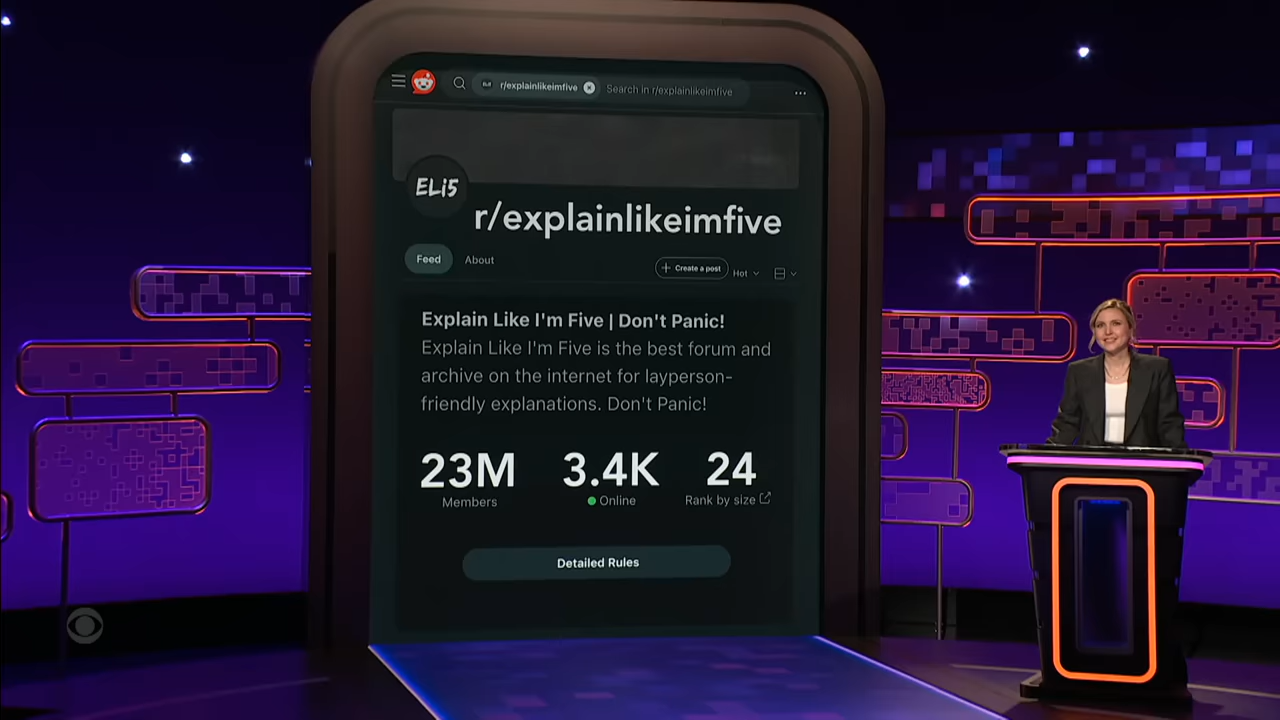 r/explainlikeimfive Search in r/explainlikeimfive
ELi5
r/explainlikeimfive
Feed About
+ Create a post Hot
Explain Like I'm Five | Don't Panic!
Explain Like I'm Five is the best forum and
archive on the internet for layperson-
friendly explanations. Don't Panic!
23M 3.4K 24
Members Online Rank by size
Detailed Rules